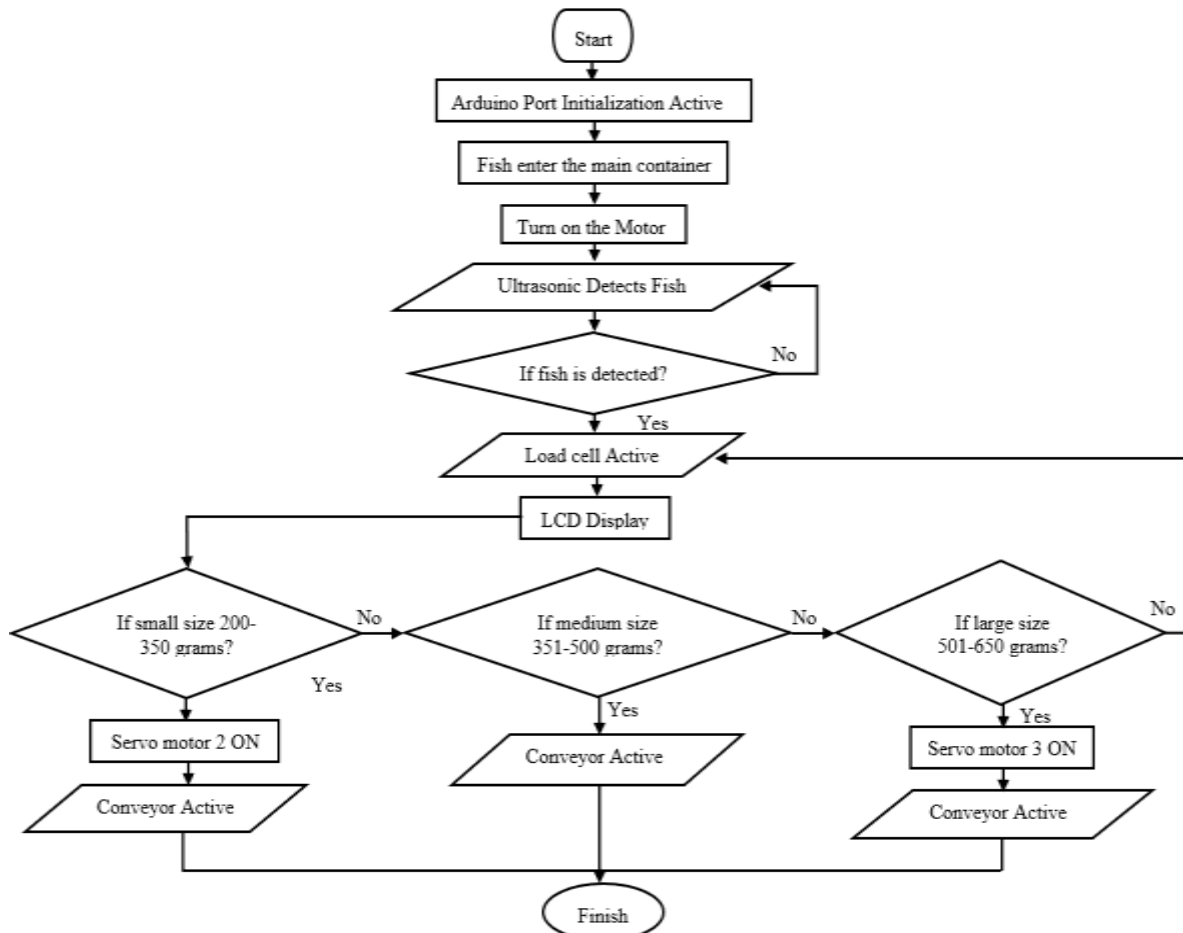 Start
Arduino Port Initialization Active
Fish enter the main container
Turn on the Motor
Ultrasonic Detects Fish
No
If fish is detected?
Yes
Load cell Active
LCD Display
If small size 200-
350 grams?
No
If medium size
351-500 grams?
No
If large size
501-650 grams?
No
Yes
Yes
Yes
Servo motor 2 ON
Conveyor Active
Servo motor 3 ON
Conveyor Active
Conveyor Active
Finish